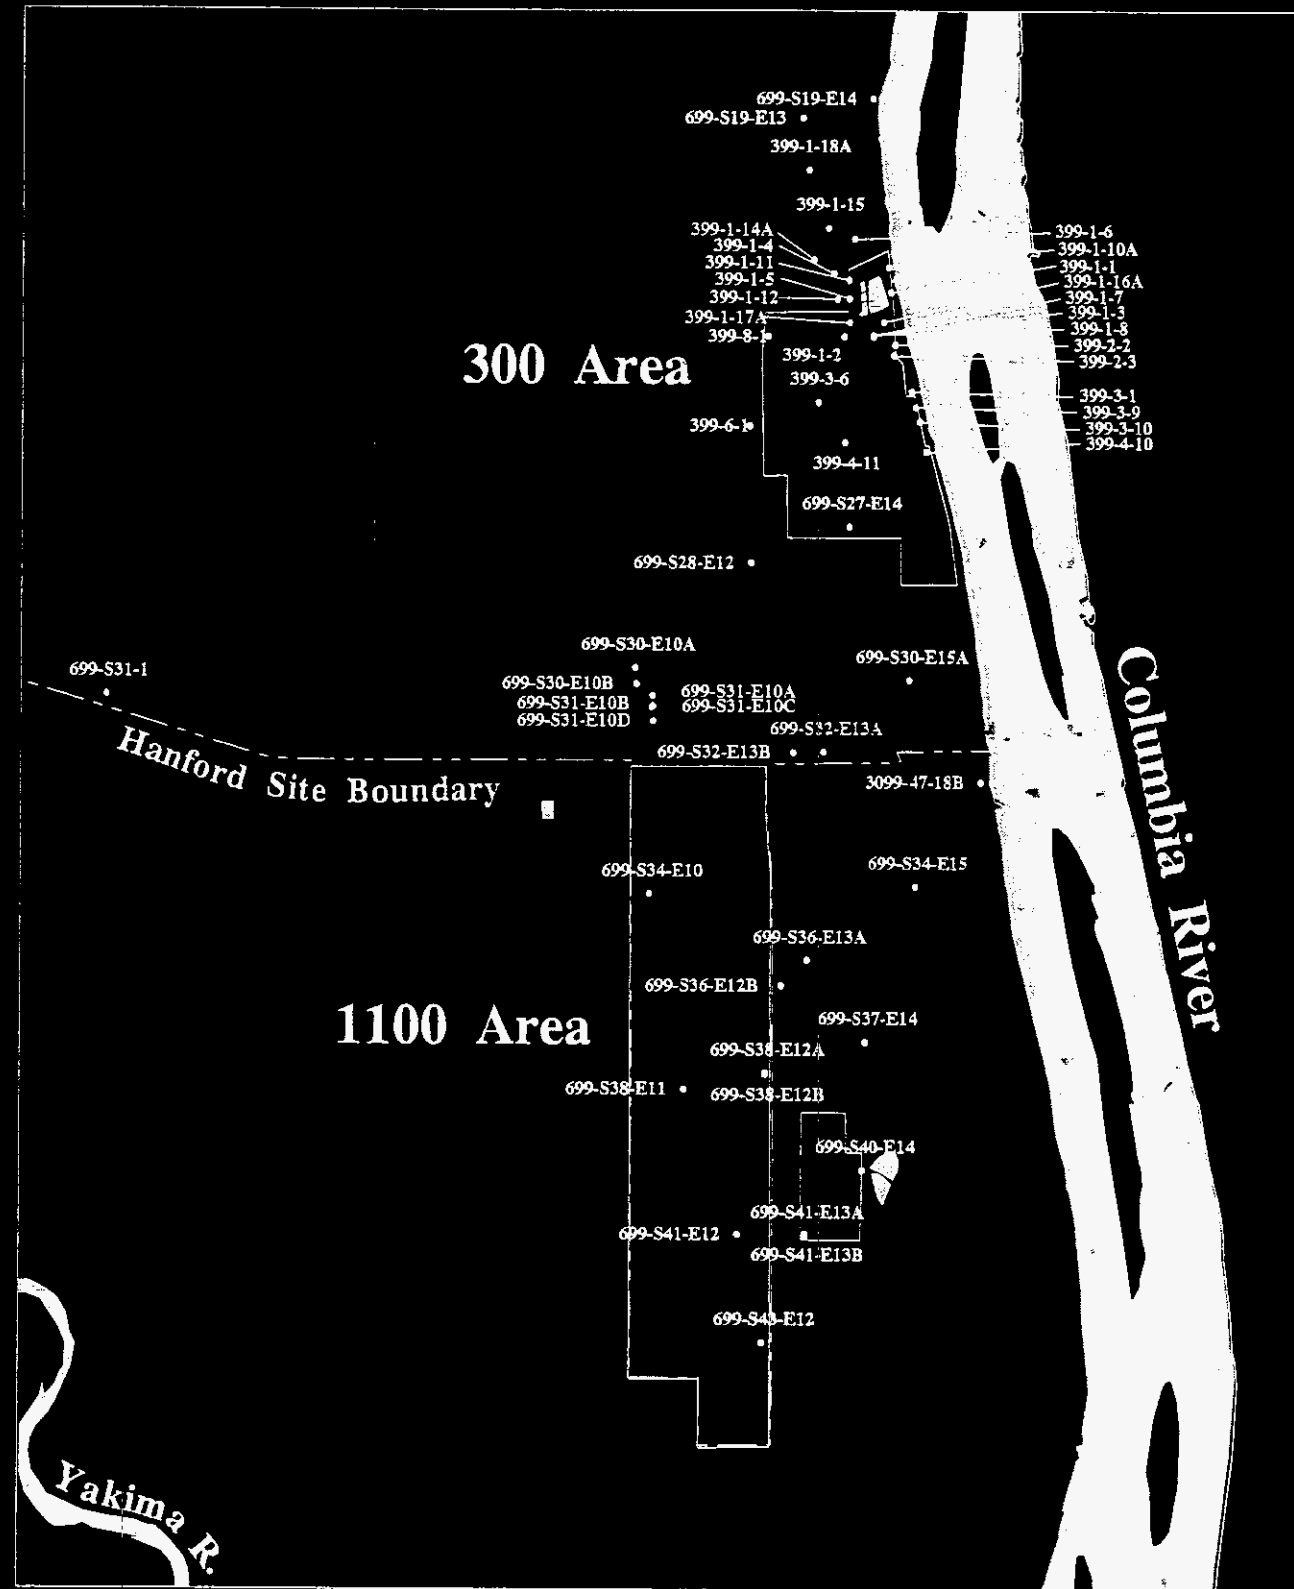 699-S19-E14
699-S19-E13
399-1-18A
399-1-15
399-1-14A
399-1-4
399-1-11
399-1-5
399-1-12
399-1-17A
399-8-1
399-1-2
399-1-6
399-1-10A
399-1-1
399-1-16A
399-1-7
399-1-3
399-1-8
399-2-2
399-2-3
300 Area
399-3-6
399-3-1
399-3-9
399-3-10
399-4-10
399-6-1
399-4-11
699-S27-E14
699-S28-E12
699-S30-E10A
699-S30-E15A
699-S31-1
699-S30-E10B
699-S31-E10A
699-S31-E10B
699-S31-E10C
699-S31-E10D
699-S32-E13A
699-S32-E13B
Hanford Site Boundary
3099-47-18B
Columbia River
699-S34-E10
699-S34-E15
699-S36-E13A
699-S36-E12B
1100 Area
699-S37-E14
699-S38-E12A
699-S38-E11
699-S38-E12B
699-S40-E14
699-S41-E13A
699-S41-E12
699-S41-E13B
699-S43-E12
Yakima R.